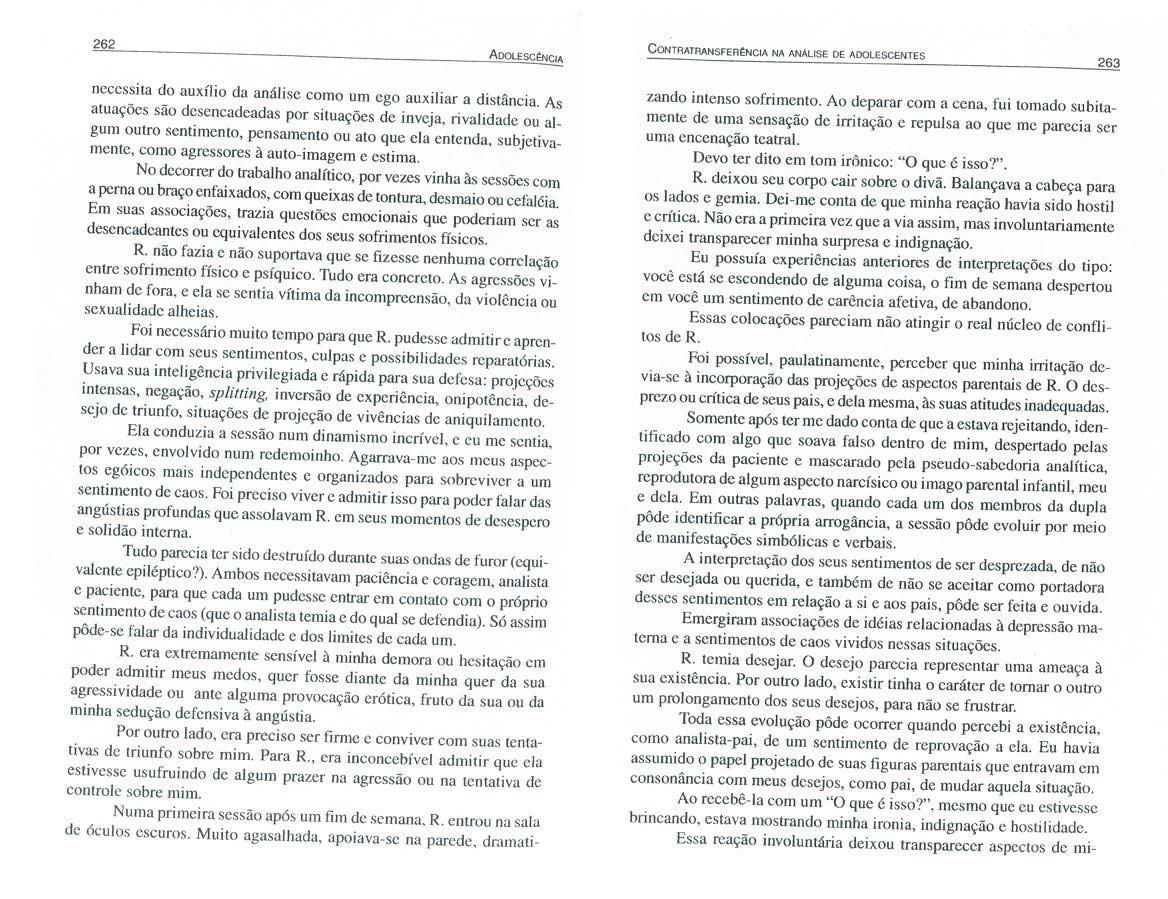 262
ADOLESCÊNCIA
necessita do auxílio da análise como um ego auxiliar a distância. As
atuações são desencadeadas por situações de inveja, rivalidade ou al-
gum outro sentimento, pensamento ou ato que ela entenda, subjetiva-
mente, como agressores à auto-imagem e estima.
No decorrer do trabalho analítico, por vezes vinha às sessões com
a perna ou braço enfaixados, com queixas de tontura, desmaio ou cefaléia.
Em suas associações, trazia questões emocionais que poderiam ser as
desencadeantes ou equivalentes dos seus sofrimentos físicos.
R. não fazia e não suportava que se fizesse nenhuma correlação
entre sofrimento físico e psíquico. Tudo era concreto. As agressões vi-
nham de fora, e ela se sentia vítima da incompreensão, da violência ou
sexualidade alheias.
Foi necessário muito tempo para que R. pudesse admitir e apren-
der a lidar com seus sentimentos, culpas e possibilidades reparatórias.
Usava sua inteligência privilegiada e rápida para sua defesa: projeções
intensas, negação, splitting, inversão de experiência, onipotência, de-
sejo de triunfo, situações de projeção de vivências de aniquilamento.
Ela conduzia a sessão num dinamismo incrível, e eu me sentia,
por vezes, envolvido num redemoinho. Agarrava-me aos meus aspec-
tos egóicos mais independentes e organizados para sobreviver a um
sentimento de caos. Foi preciso viver e admitir isso para poder falar das
angústias profundas que assolavam R. em seus momentos de desespero
e solidão interna.
Tudo parecia ter sido destruído durante suas ondas de furor (equi-
valente epiléptico?). Ambos necessitavam paciência e coragem, analista
e paciente, para que cada um pudesse entrar em contato com o próprio
sentimento de caos (que o analista temia e do qual se defendia). Só assim
pôde-se falar da individualidade e dos limites de cada um.
R. era extremamente sensível à minha demora ou hesitação em
poder admitir meus medos, quer fosse diante da minha quer da sua
agressividade ou ante alguma provocação erótica, fruto da sua ou da
minha sedução defensiva à angústia.
Por outro lado, era preciso ser firme e conviver com suas tenta-
tivas de triunfo sobre mim. Para R., era inconcebível admitir que ela
estivesse usufruindo de algum prazer na agressão ou na tentativa de
controle sobre mim.
Numa primeira sessão após um fim de semana, R. entrou na sala
de óculos escuros. Muito agasalhada, apoiava-se na parede, dramati-
CONTRATRANSFERÊNCIA NA ANÁLISE DE ADOLESCENTES
263
zando intenso sofrimento. Ao deparar com a cena, fui tomado subita-
mente de uma sensação de irritação e repulsa ao que me parecia ser
uma encenação teatral.
Devo ter dito em tom irônico: “O que é isso?”.
R. deixou seu corpo cair sobre o divã. Balançava a cabeça para
os lados e gemia. Dei-me conta de que minha reação havia sido hostil
e crítica. Não era a primeira vez que a via assim, mas involuntariamente
deixei transparecer minha surpresa e indignação.
Eu possuía experiências anteriores de interpretações do tipo:
você está se escondendo de alguma coisa, o fim de semana despertou
em você um sentimento de carência afetiva, de abandono.
Essas colocações pareciam não atingir o real núcleo de confli-
tos de R.
Foi possível, paulatinamente, perceber que minha irritação de-
via-se à incorporação das projeções de aspectos parentais de R. O des-
prezo ou crítica de seus pais, e dela mesma, às suas atitudes inadequadas.
Somente após ter me dado conta de que a estava rejeitando, iden-
tificado com algo que soava falso dentro de mim, despertado pelas
projeções da paciente e mascarado pela pseudo-sabedoria analítica,
reprodutora de algum aspecto narcísico ou imago parental infantil, meu
e dela. Em outras palavras, quando cada um dos membros da dupla
pôde identificar a própria arrogância, a sessão pôde evoluir por meio
de manifestações simbólicas e verbais.
A interpretação dos seus sentimentos de ser desprezada, de não
ser desejada ou querida, e também de não se aceitar como portadora
desses sentimentos em relação a si e aos pais, pôde ser feita e ouvida.
Emergiram associações de idéias relacionadas à depressão ma-
terna e a sentimentos de caos vividos nessas situações.
R. temia desejar. O desejo parecia representar uma ameaça à
sua existência. Por outro lado, existir tinha o caráter de tornar o outro
um prolongamento dos seus desejos, para não se frustrar.
Toda essa evolução pôde ocorrer quando percebi a existência,
como analista-pai, de um sentimento de reprovação a ela. Eu havia
assumido o papel projetado de suas figuras parentais que entravam em
consonância com meus desejos, como pai, de mudar aquela situação.
Ao recebê-la com um “O que é isso?”, mesmo que eu estivesse
brincando, estava mostrando minha ironia, indignação e hostilidade.
Essa reação involuntária deixou transparecer aspectos de mi-